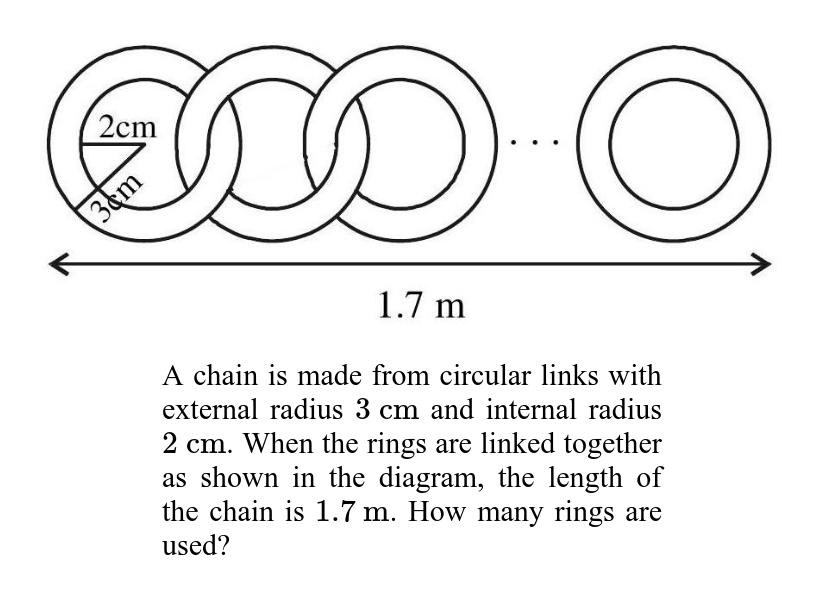 2cm
3cm
. . .
1.7 m
A chain is made from circular links with
external radius 3 cm and internal radius
2 cm. When the rings are linked together
as shown in the diagram, the length of
the chain is 1.7 m. How many rings are
used?